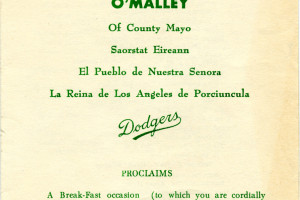 O'MALLEY
Of County Mayo
Saorstat Eireann
El Pueblo de Nuestra Senora
La Reina de Los Angeles de Porciuncula
Dodgers
PROCLAIMS
A Break-Fast occasion (to which you are cordially